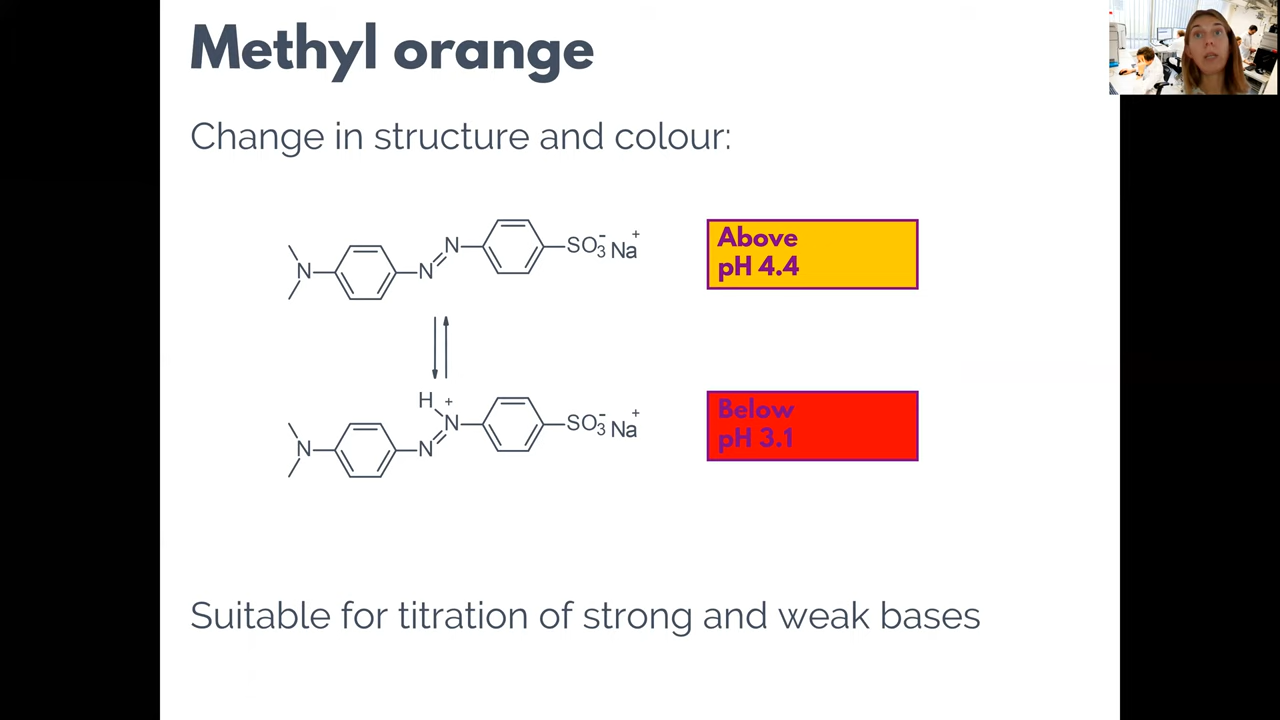 Methyl orange
Change in structure and colour:
N
N
N
SO3- Na+
Above
pH 4.4
H
+
N
N
N
SO3- Na+
Below
pH 3.1
Suitable for titration of strong and weak bases